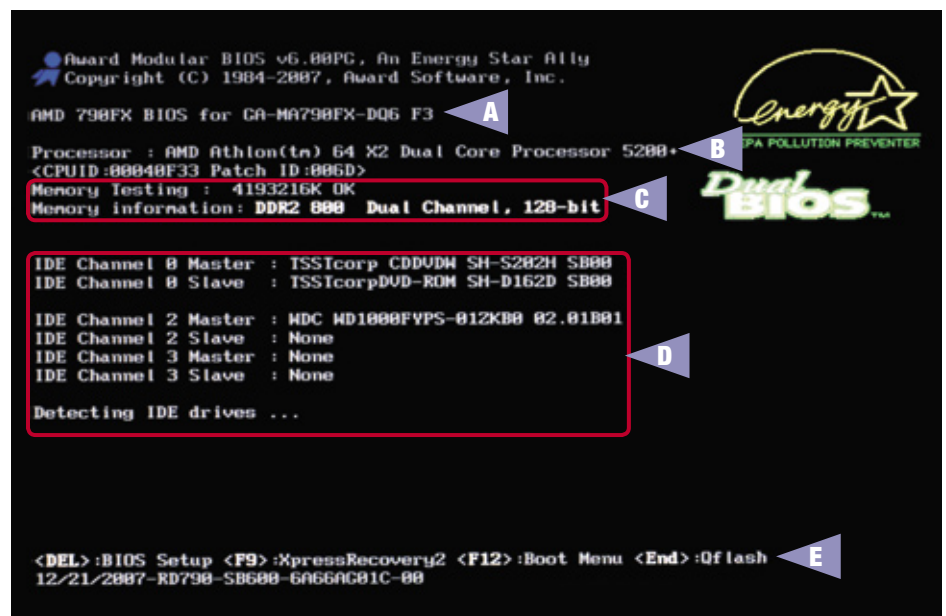 Award Modular BIOS v6.00PC, An Energy Star Ally
Copyright (C) 1984-2007, Award Software, Inc.
AMD 790FX BIOS for GA-MA790FX-DQ6 F3
A
energy
EPA POLLUTION PREVENTER
Processor : AMD Athlon(tm) 64 X2 Dual Core Processor 5200+
B
<CPUID:00040F33 Patch ID:006D>
Memory Testing : 4193216K OK
Memory information: DDR2 800 Dual Channel, 128-bit
C
Dual
BIOS™
IDE Channel 0 Master : TSSTcorp CDDVDW SH-S202H SB00
IDE Channel 0 Slave : TSSTcorpDVD-ROM SH-D162D SB00
IDE Channel 2 Master : WDC WD1000FYPS-01ZKB0 02.01B01
IDE Channel 2 Slave : None
IDE Channel 3 Master : None
D
IDE Channel 3 Slave : None
Detecting IDE drives ...
<DEL>:BIOS Setup <F9>:XpressRecovery2 <F12>:Boot Menu <End>:Qflash
E
12/21/2007-RD790-SB600-6A66AG01C-00